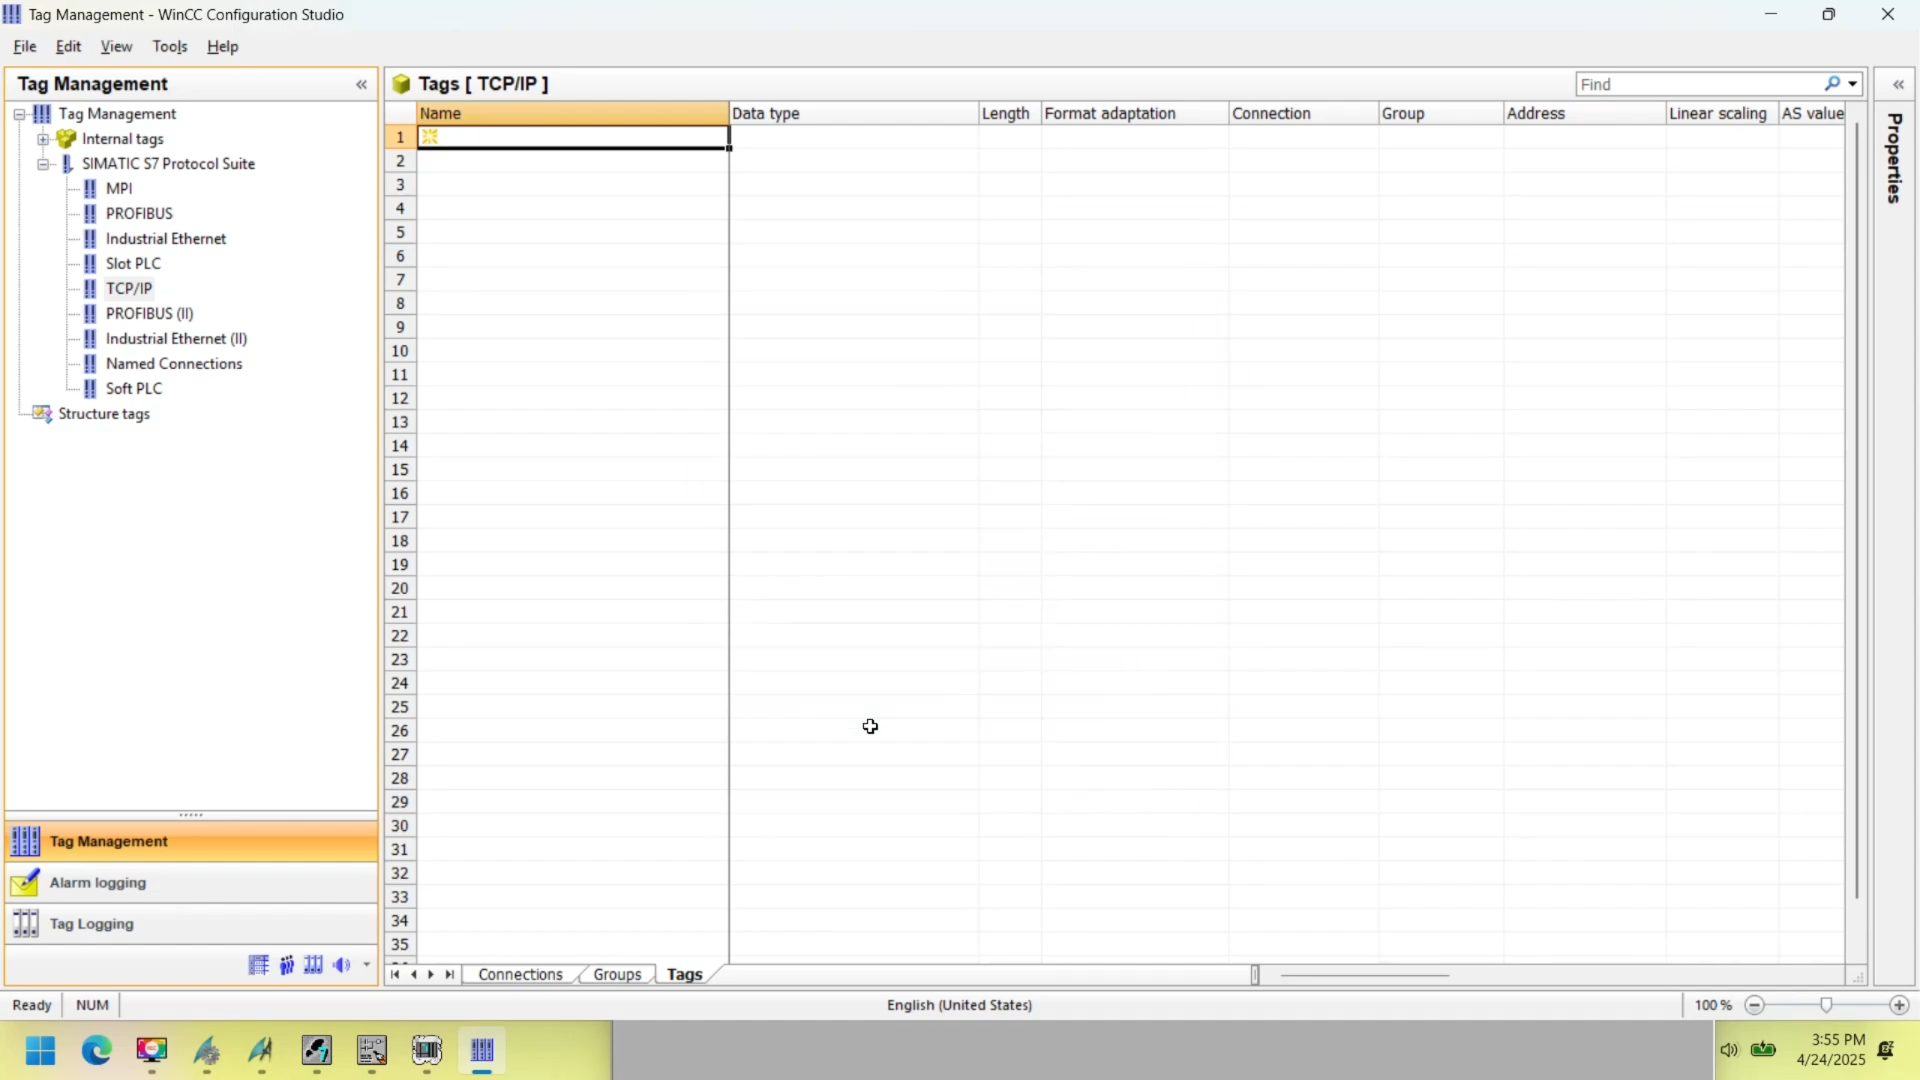 Tag Management - WinCC Configuration Studio
File Edit View Tools Help
Tag Management «
Tags [ TCP/IP ]
Find
«
Tag Management
Internal tags
SIMATIC S7 Protocol Suite
MPI
PROFIBUS
Industrial Ethernet
Slot PLC
TCP/IP
PROFIBUS (II)
Industrial Ethernet (II)
Named Connections
Soft PLC
Structure tags
Name Data type Length Format adaptation Connection Group Address Linear scaling AS value
1
2
3
4
5
6
7
8
9
10
11
12
13
14
15
16
17
18
19
20
21
22
23
24
25
26
27
28
29
30
31
32
33
34
35
Properties
Tag Management
Alarm logging
Tag Logging
Connections Groups Tags
Ready NUM English (United States) 100 %
3:55 PM
4/24/2025